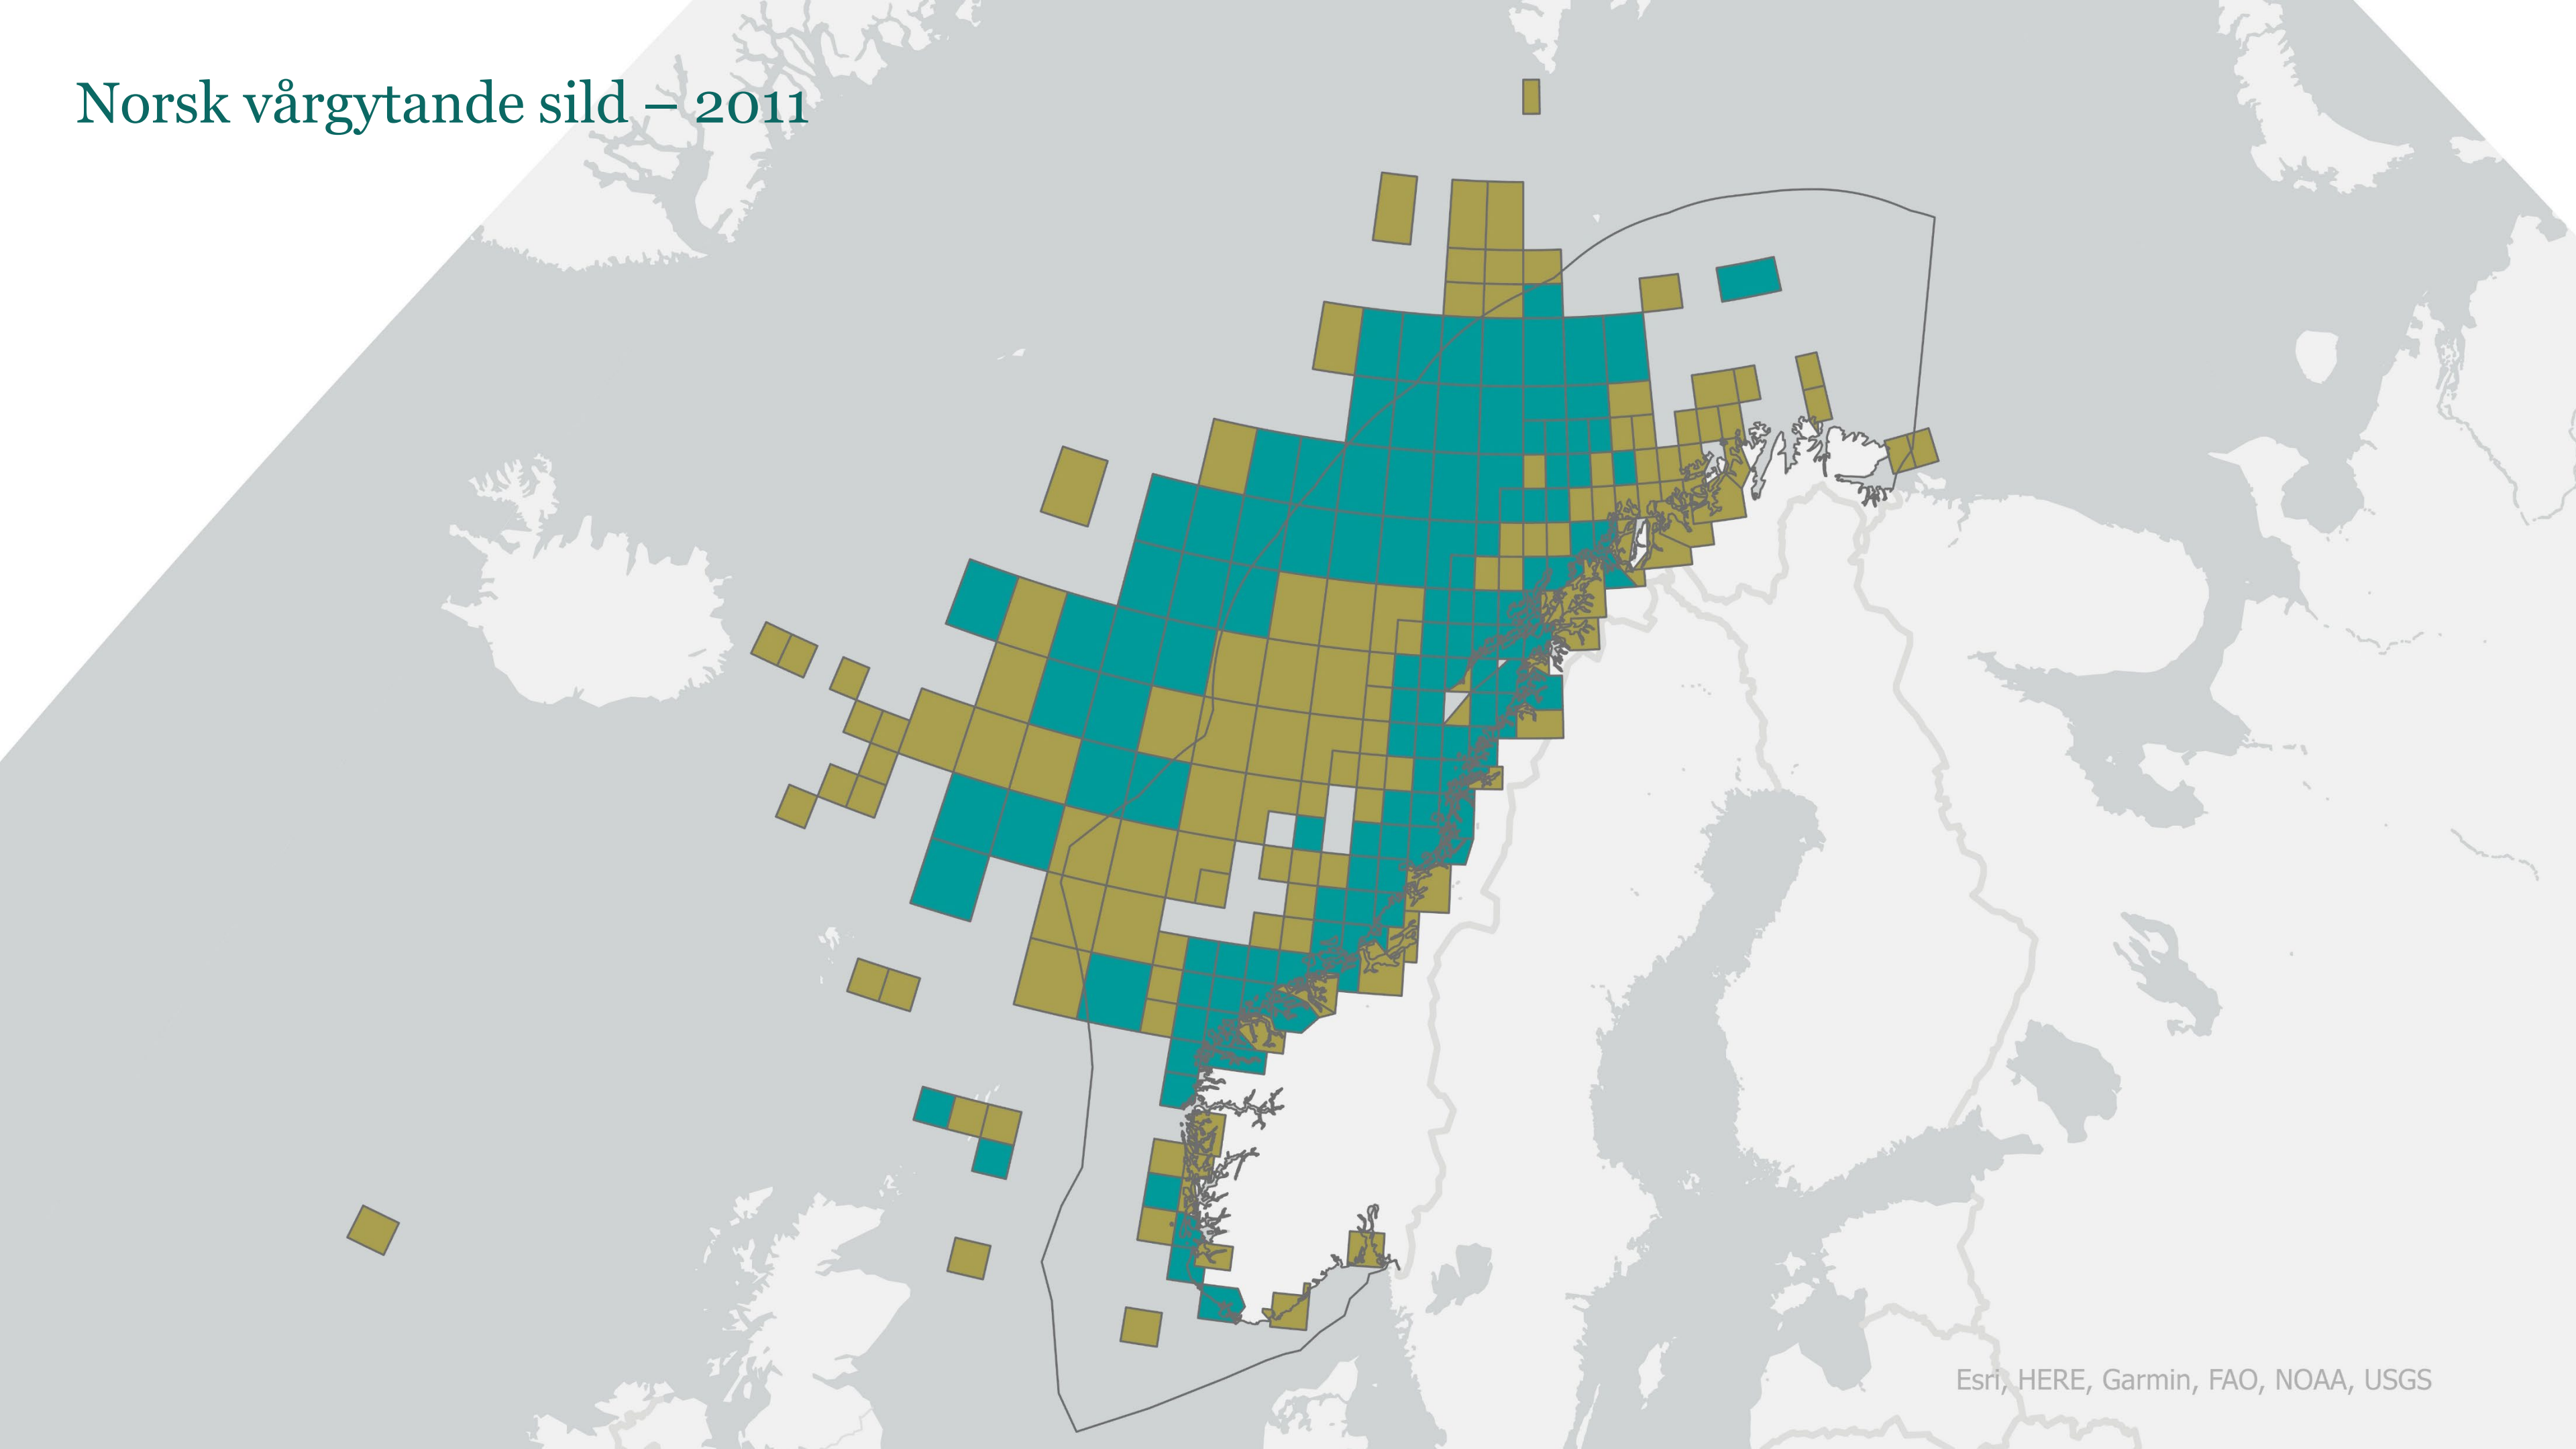 Norsk vårgytande sild – 2011
Esri, HERE, Garmin, FAO, NOAA, USGS